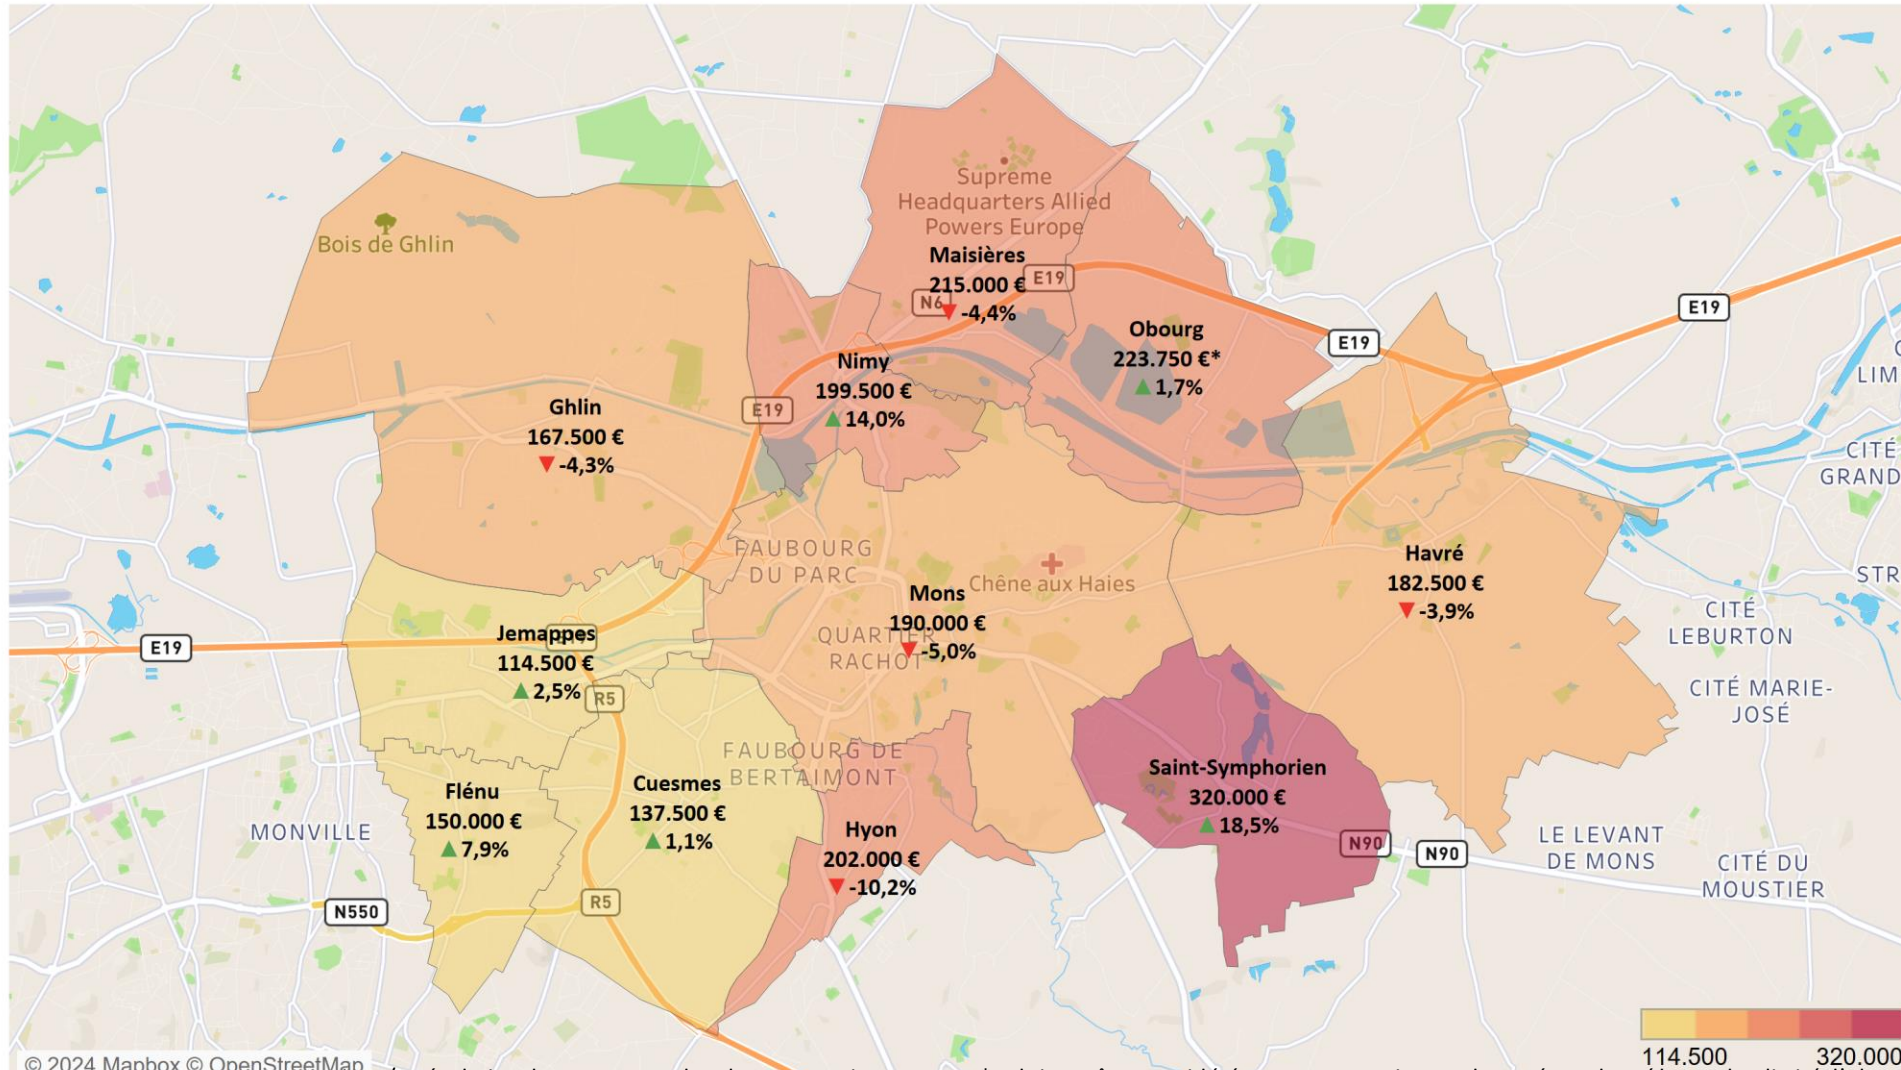 Supreme
Headquarters Allied
Powers Europe
Bois de Ghlin
Maisières
215.000 €
-4,4%
E19
N6
E19
Obourg
223.750 €*
1,7%
E19
Nimy
199.500 €
14,0%
E19
Ghlin
167.500 €
-4,3%
LIM
CITÉ
GRAND
FAUBOURG
DU PARC
Chêne aux Haies
Havré
182.500 €
-3,9%
STR
CITÉ
LEBURTON
Mons
190.000 €
-5,0%
QUARTIER
RACHOT
E19
Jemappes
114.500 €
2,5%
R5
CITÉ MARIE-
JOSÉ
FAUBOURG DE
BERTAIMONT
Saint-Symphorien
320.000 €
18,5%
Cuesmes
137.500 €
1,1%
Flénu
150.000 €
7,9%
MONVILLE
Hyon
202.000 €
-10,2%
N90
N90
LE LEVANT
DE MONS
CITÉ DU
MOUSTIER
R5
N550
114.500
320.000
© 2024 Mapbox © OpenStreetMap